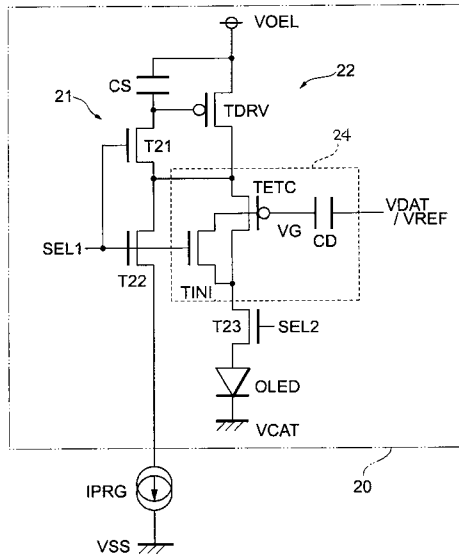 VOEL
22
CS
21
TDRV
24
T21
TETC
VDAT
/VREF
VG
CD
SEL1
T22
TINI
T23
SEL2
OLED
VCAT
IPRG
20
VSS